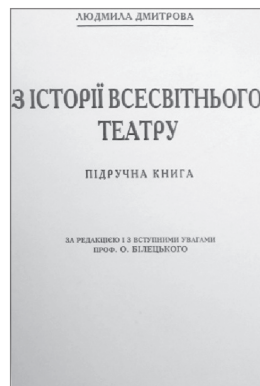 ЛЮДМИЛА ДМИТРОВА
З ІСТОРІЇ ВСЕСВІТНЬОГО
ТЕАТРУ
ПІДРУЧНА КНИГА
ЗА РЕДАКЦІЄЮ І З ВСТУПНИМИ УВАГАМИ
ПРОФ. О. БІЛЕЦЬКОГО